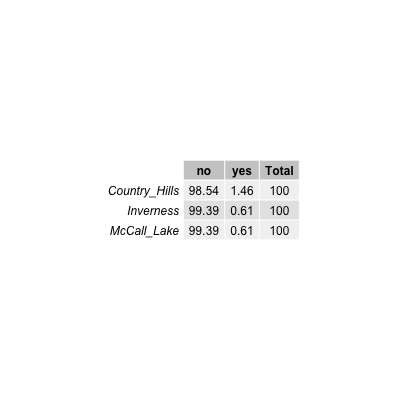 no yes Total
Country_Hills 98.54 1.46 100
Inverness 99.39 0.61 100
McCall_Lake 99.39 0.61 100